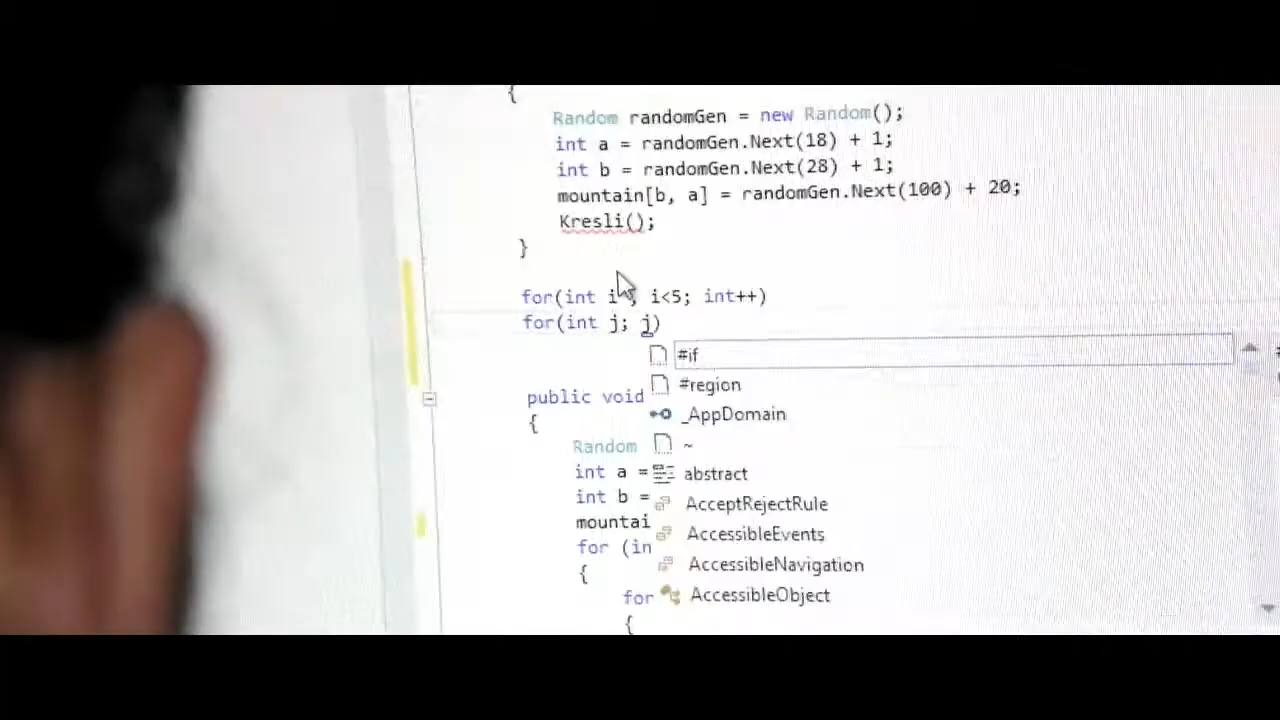 {
Random randomGen = new Random();
int a = randomGen.Next(18) + 1;
int b = randomGen.Next(28) + 1;
mountain[b, a] = randomGen.Next(100) + 20;
Kresli();
}
for(int i; i<5; int++)
for(int j; j)
#if
#region
public void
_AppDomain
{
~
Random
int a =
abstract
int b =
AcceptRejectRule
mountai
AccessibleEvents
for (in
AccessibleNavigation
{
for
AccessibleObject
{